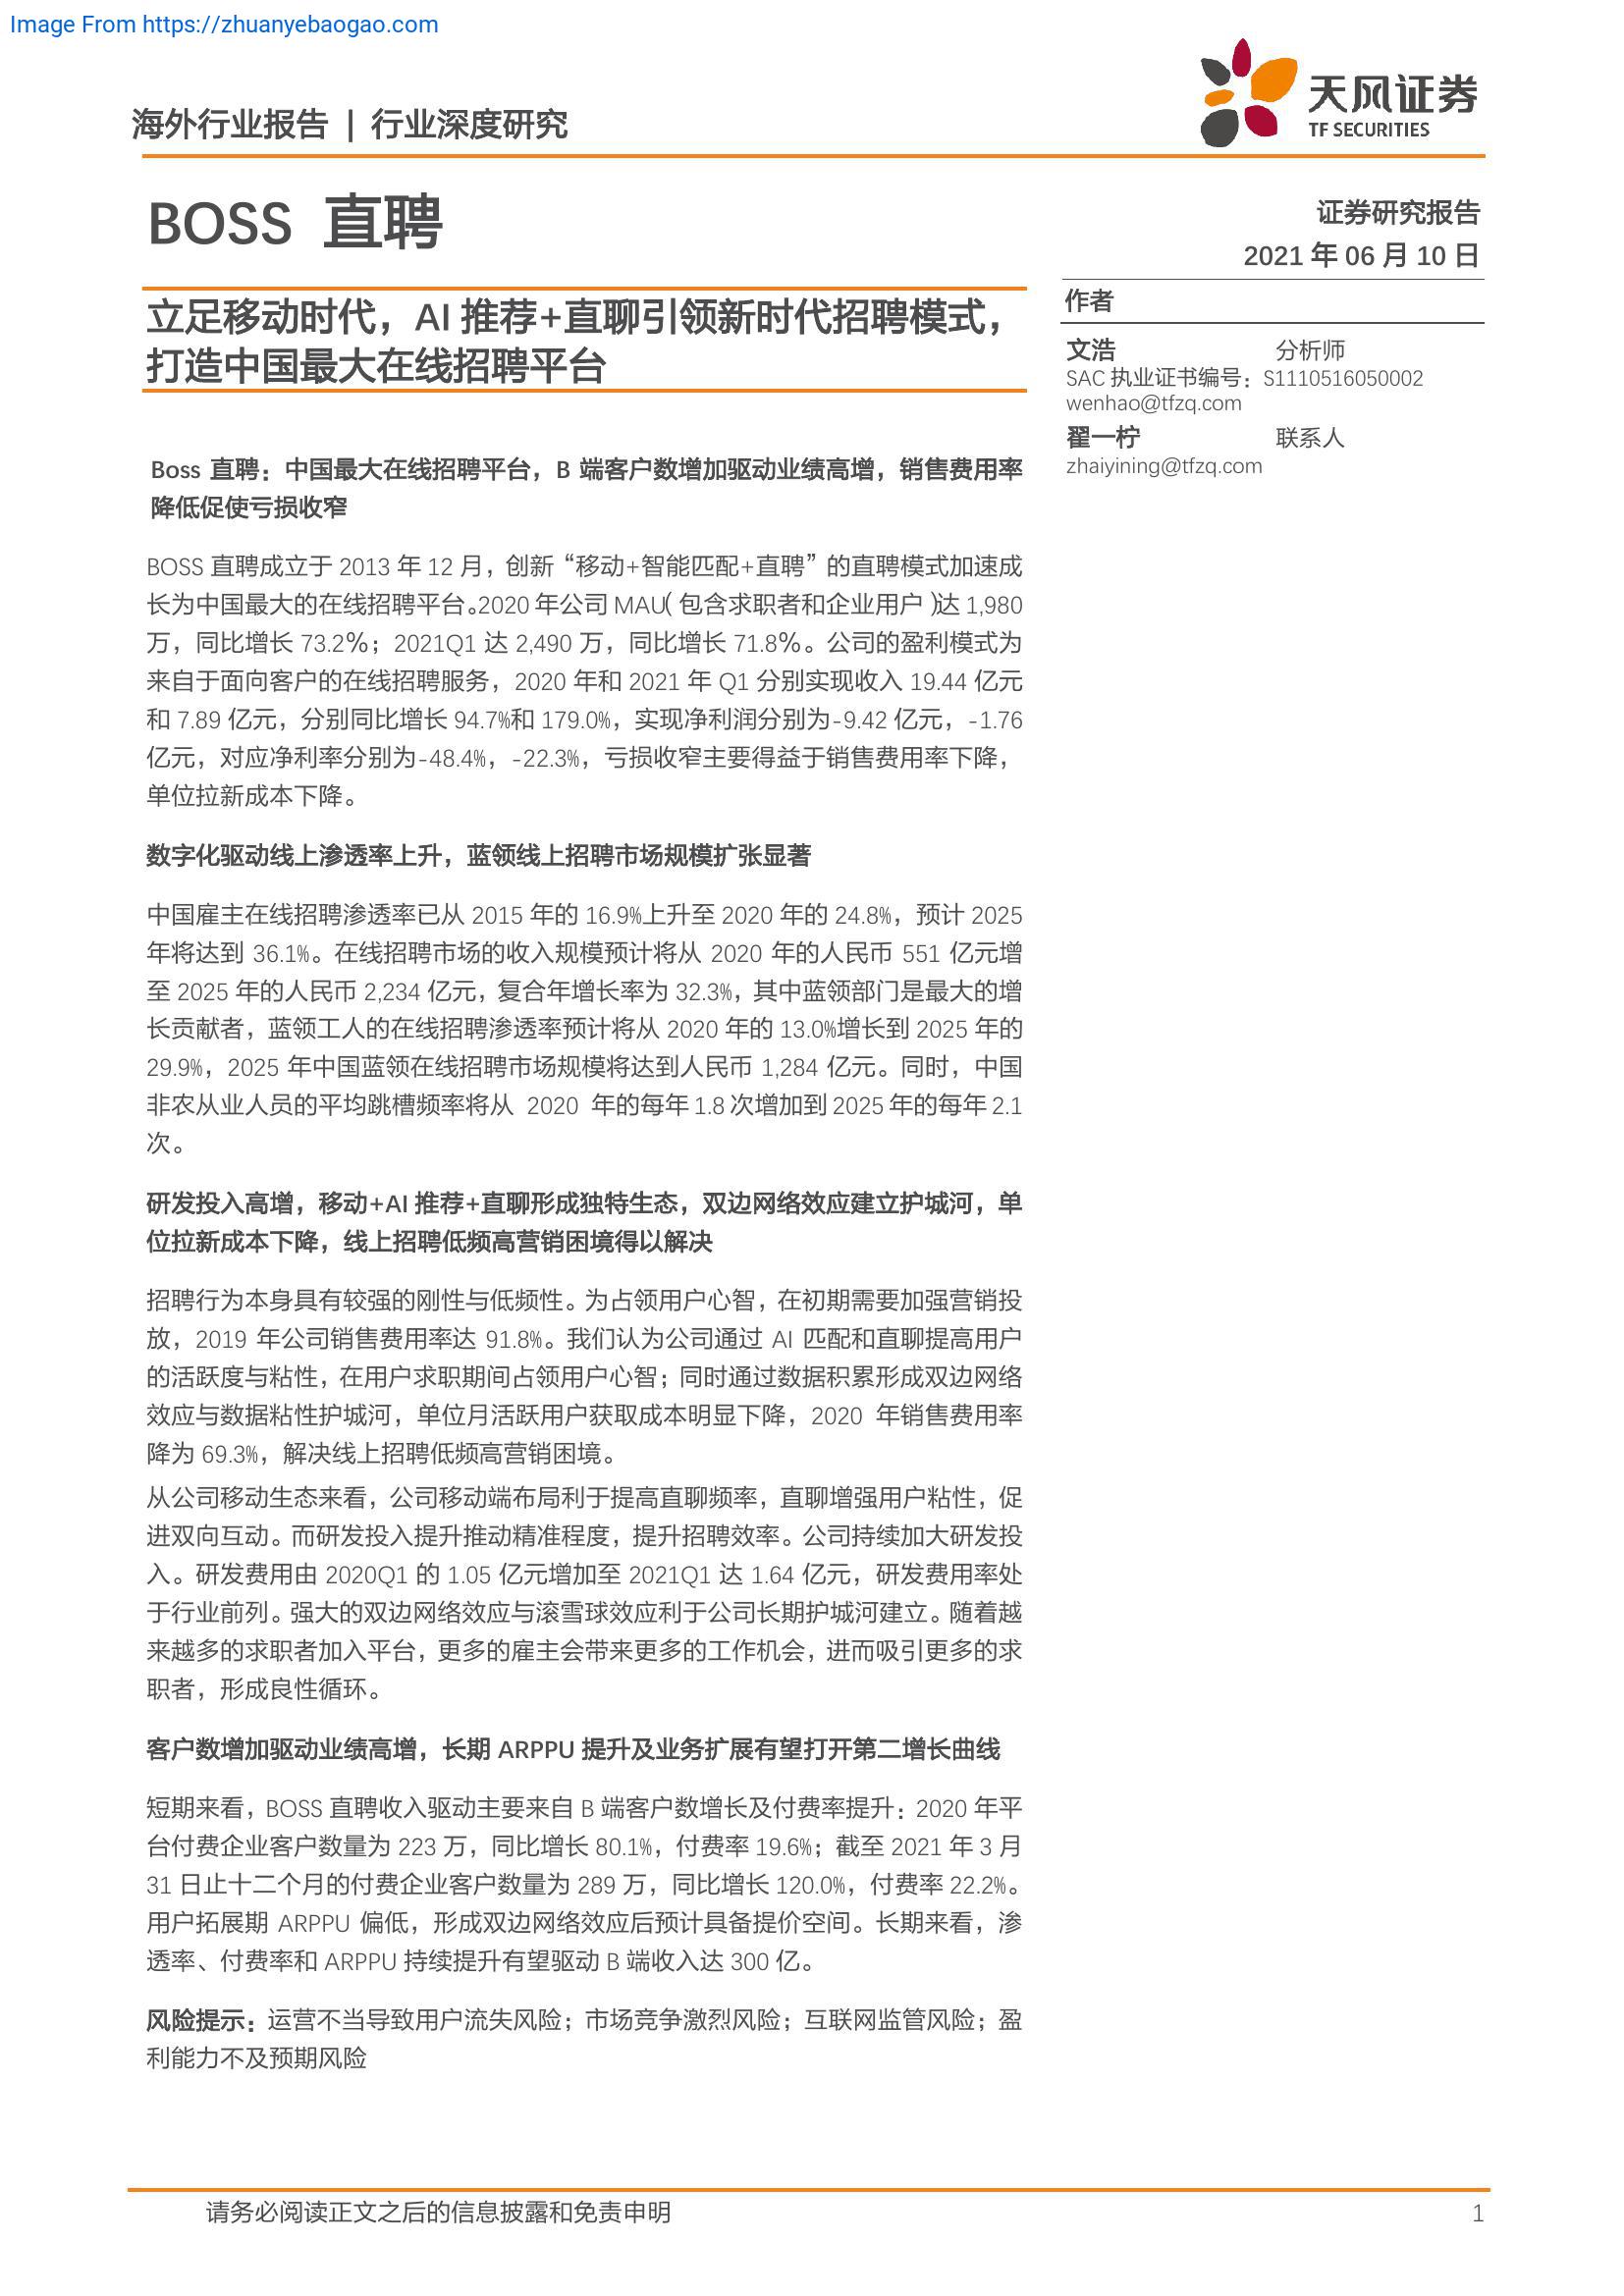 Image From https://zhuanyebaogao.com
海外行业报告 | 行业深度研究
天风证券
TF SECURITIES
BOSS 直聘
证券研究报告
2021 年 06 月 10 日
立足移动时代，AI 推荐+直聊引领新时代招聘模式，
打造中国最大在线招聘平台
作者
文浩 分析师
SAC 执业证书编号：S1110516050002
wenhao@tfzq.com
翟一柠 联系人
zhaiyining@tfzq.com
Boss 直聘：中国最大在线招聘平台，B 端客户数增加驱动业绩高增，销售费用率
降低促使亏损收窄
BOSS 直聘成立于 2013 年 12 月，创新“移动+智能匹配+直聘”的直聘模式加速成
长为中国最大的在线招聘平台。2020 年公司 MAU（包含求职者和企业用户）达 1,980
万，同比增长 73.2%；2021Q1 达 2,490 万，同比增长 71.8%。公司的盈利模式为
来自于面向客户的在线招聘服务，2020 年和 2021 年 Q1 分别实现收入 19.44 亿元
和 7.89 亿元，分别同比增长 94.7%和 179.0%，实现净利润分别为-9.42 亿元，-1.76
亿元，对应净利率分别为-48.4%，-22.3%，亏损收窄主要得益于销售费用率下降，
单位拉新成本下降。
数字化驱动线上渗透率上升，蓝领线上招聘市场规模扩张显著
中国雇主在线招聘渗透率已从 2015 年的 16.9%上升至 2020 年的 24.8%，预计 2025
年将达到 36.1%。在线招聘市场的收入规模预计将从 2020 年的人民币 551 亿元增
至 2025 年的人民币 2,234 亿元，复合年增长率为 32.3%，其中蓝领部门是最大的增
长贡献者，蓝领工人的在线招聘渗透率预计将从 2020 年的 13.0%增长到 2025 年的
29.9%，2025 年中国蓝领在线招聘市场规模将达到人民币 1,284 亿元。同时，中国
非农从业人员的平均跳槽频率将从 2020 年的每年 1.8 次增加到 2025 年的每年 2.1
次。
研发投入高增，移动+AI 推荐+直聊形成独特生态，双边网络效应建立护城河，单
位拉新成本下降，线上招聘低频高营销困境得以解决
招聘行为本身具有较强的刚性与低频性。为占领用户心智，在初期需要加强营销投
放，2019 年公司销售费用率达 91.8%。我们认为公司通过 AI 匹配和直聊提高用户
的活跃度与粘性，在用户求职期间占领用户心智；同时通过数据积累形成双边网络
效应与数据粘性护城河，单位月活跃用户获取成本明显下降，2020 年销售费用率
降为 69.3%，解决线上招聘低频高营销困境。
从公司移动生态来看，公司移动端布局利于提高直聊频率，直聊增强用户粘性，促
进双向互动。而研发投入提升推动精准程度，提升招聘效率。公司持续加大研发投
入。研发费用由 2020Q1 的 1.05 亿元增加至 2021Q1 达 1.64 亿元，研发费用率处
于行业前列。强大的双边网络效应与滚雪球效应利于公司长期护城河建立。随着越
来越多的求职者加入平台，更多的雇主会带来更多的工作机会，进而吸引更多的求
职者，形成良性循环。
客户数增加驱动业绩高增，长期 ARPPU 提升及业务扩展有望打开第二增长曲线
短期来看，BOSS 直聘收入驱动主要来自 B 端客户数增长及付费率提升：2020 年平
台付费企业客户数量为 223 万，同比增长 80.1%，付费率 19.6%；截至 2021 年 3 月
31 日止十二个月的付费企业客户数量为 289 万，同比增长 120.0%，付费率 22.2%。
用户拓展期 ARPPU 偏低，形成双边网络效应后预计具备提价空间。长期来看，渗
透率、付费率和 ARPPU 持续提升有望驱动 B 端收入达 300 亿。
风险提示：运营不当导致用户流失风险；市场竞争激烈风险；互联网监管风险；盈
利能力不及预期风险
请务必阅读正文之后的信息披露和免责申明 1